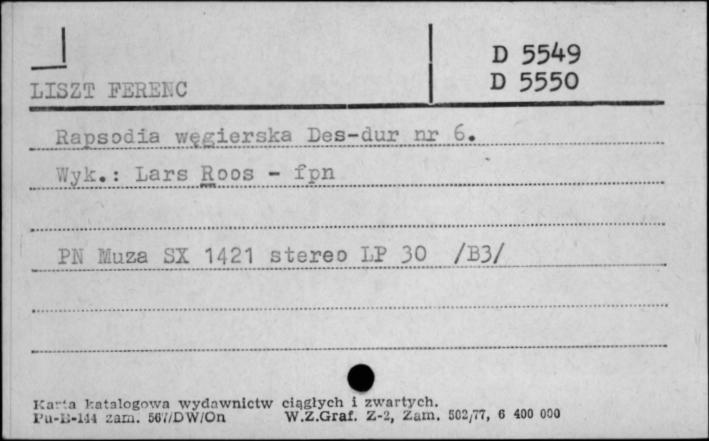 D 5549
D 5550
LISZT FERENC
Rapsodia węgierska Des-dur nr 6.
Wyk.: Lars Roos - fpn
PN Muza SX 1421 stereo LP 30 /B3/
Karta katalogowa wydawnictw ciągłych i zwartych.
Pu-B-144 zam. 567/DW/On W.Z.Graf. Z-2, Zam. 502/77, 6 400 000